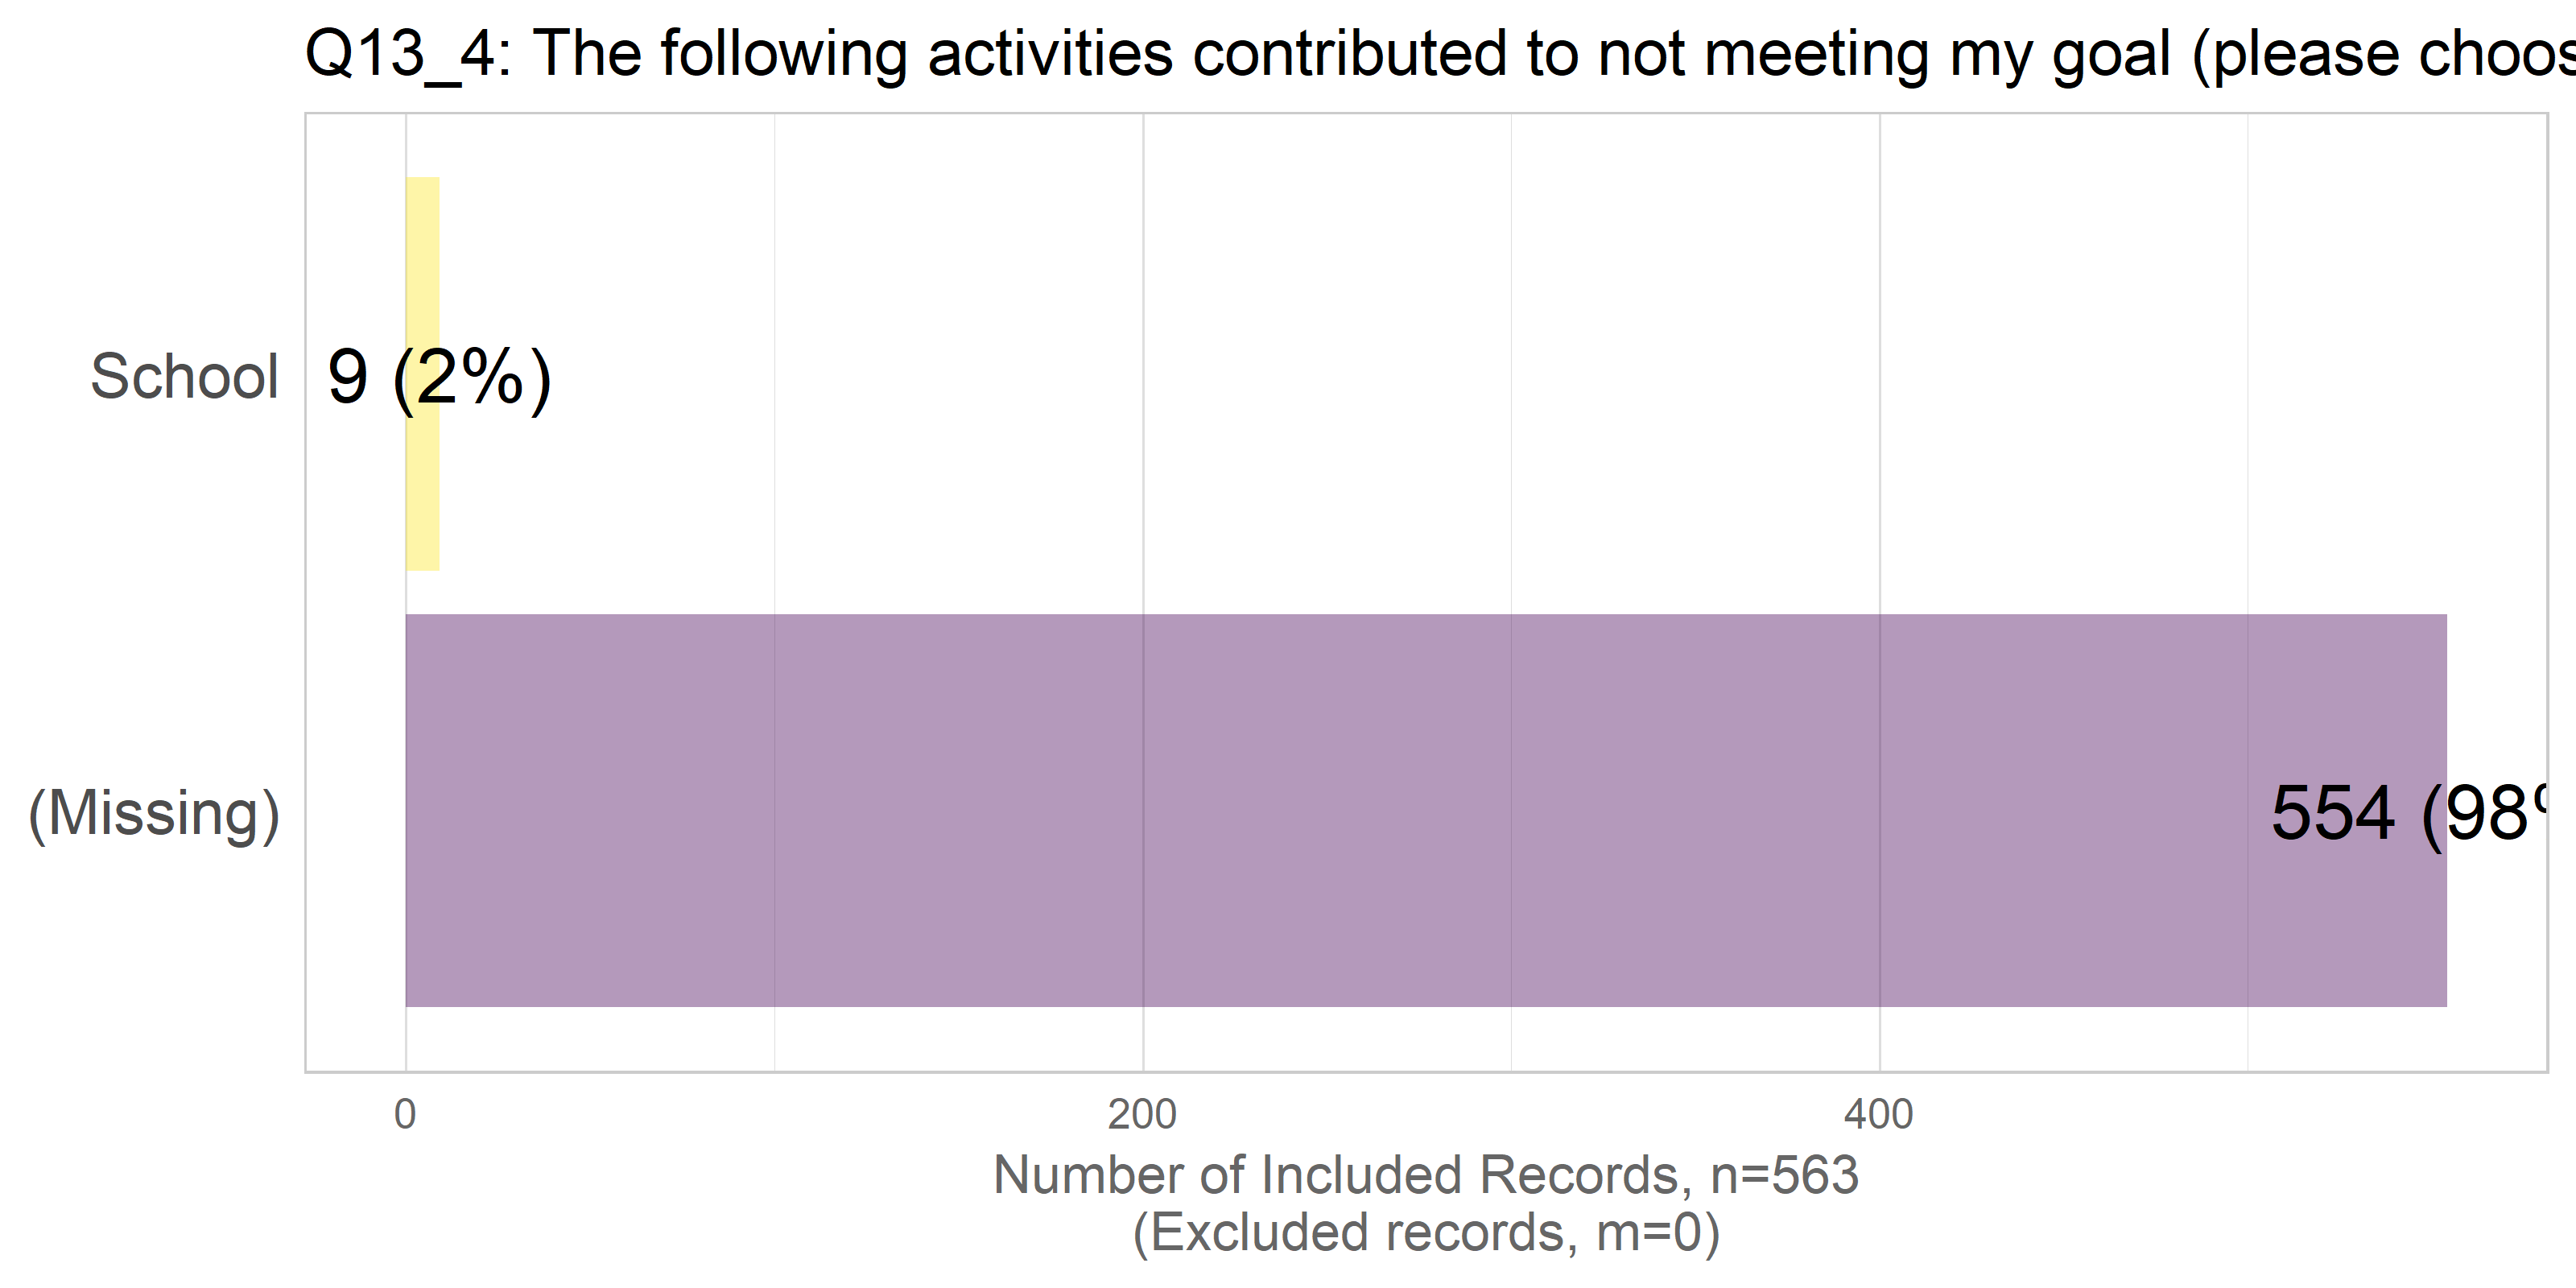 Q13_4: The following activities contributed to not meeting my goal (please choos
School
9 (2%)
(Missing)
554 (98%
0
200
400
Number of Included Records, n=563
(Excluded records, m=0)